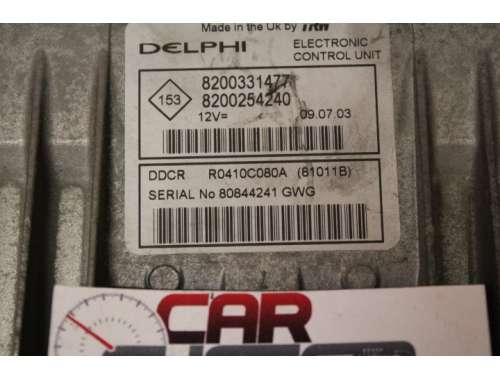 Made in the Uk by TRW
DELPHI ELECTRONIC
CONTROL UNIT
153 8200331477
8200254240
12V= 09.07.03
DDCR R0410C080A (81011B)
SERIAL No 80844241 GWG
CAR